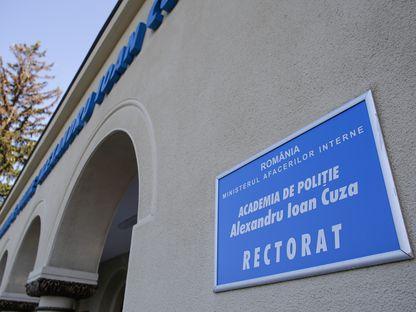 ROMÂNIA
MINISTERUL AFACERILOR INTERNE
ACADEMIA DE POLIȚIE
Alexandru Ioan Cuza
RECTORAT